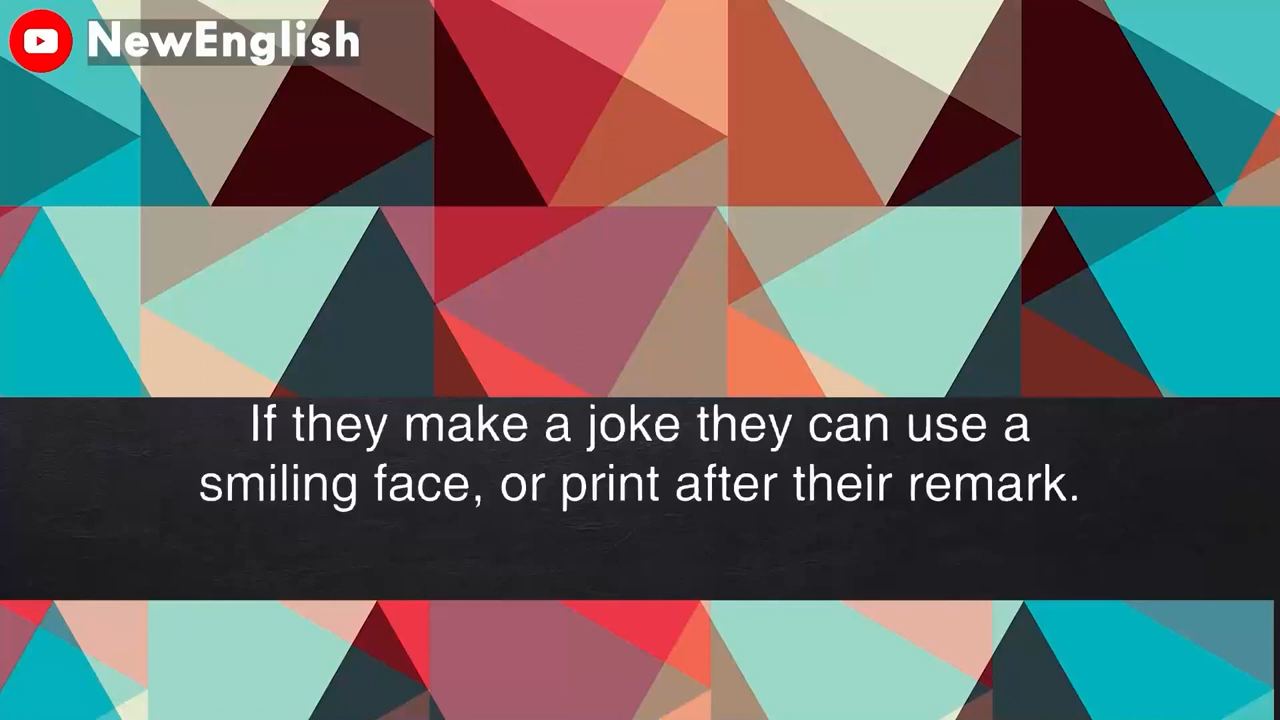 NewEnglish
If they make a joke they can use a
smiling face, or print after their remark.